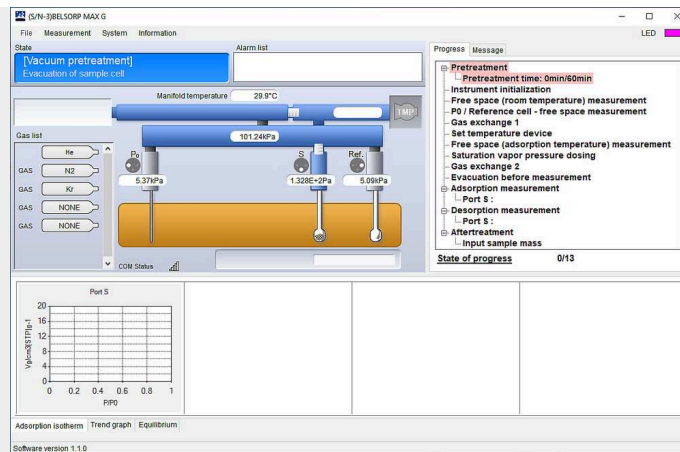 (S/N-3)BELSORP MAX G]
File Measurement System Information
LED
State
Alarm list
[Vacuum pretreatment]
Evacuation of sample cell
Manifold temperature 29.9°C
TMP
101.24kPa
Gas list
He
GAS N2
GAS Kr
GAS NONE
GAS NONE
P0
S
Ref.
5.37kPa
1.328E+2Pa
5.09kPa
COM Status
Progress Message
Pretreatment
Pretreatment time: 0min/60min
Instrument initialization
Free space (room temperature) measurement
P0 / Reference cell - free space measurement
Gas exchange 1
Set temperature device
Free space (adsorption temperature) measurement
Saturation vapor pressure dosing
Gas exchange 2
Evacuation before measurement
Adsorption measurement
Port S :
Desorption measurement
Port S :
Aftertreatment
Input sample mass
State of progress 0/13
Port S
Vg/cm3(STP)g-1
20
16
12
8
4
0
0 0.2 0.4 0.6 0.8 1
P/P0
Adsorption isotherm Trend graph Equilibrium
Software version 1.1.0